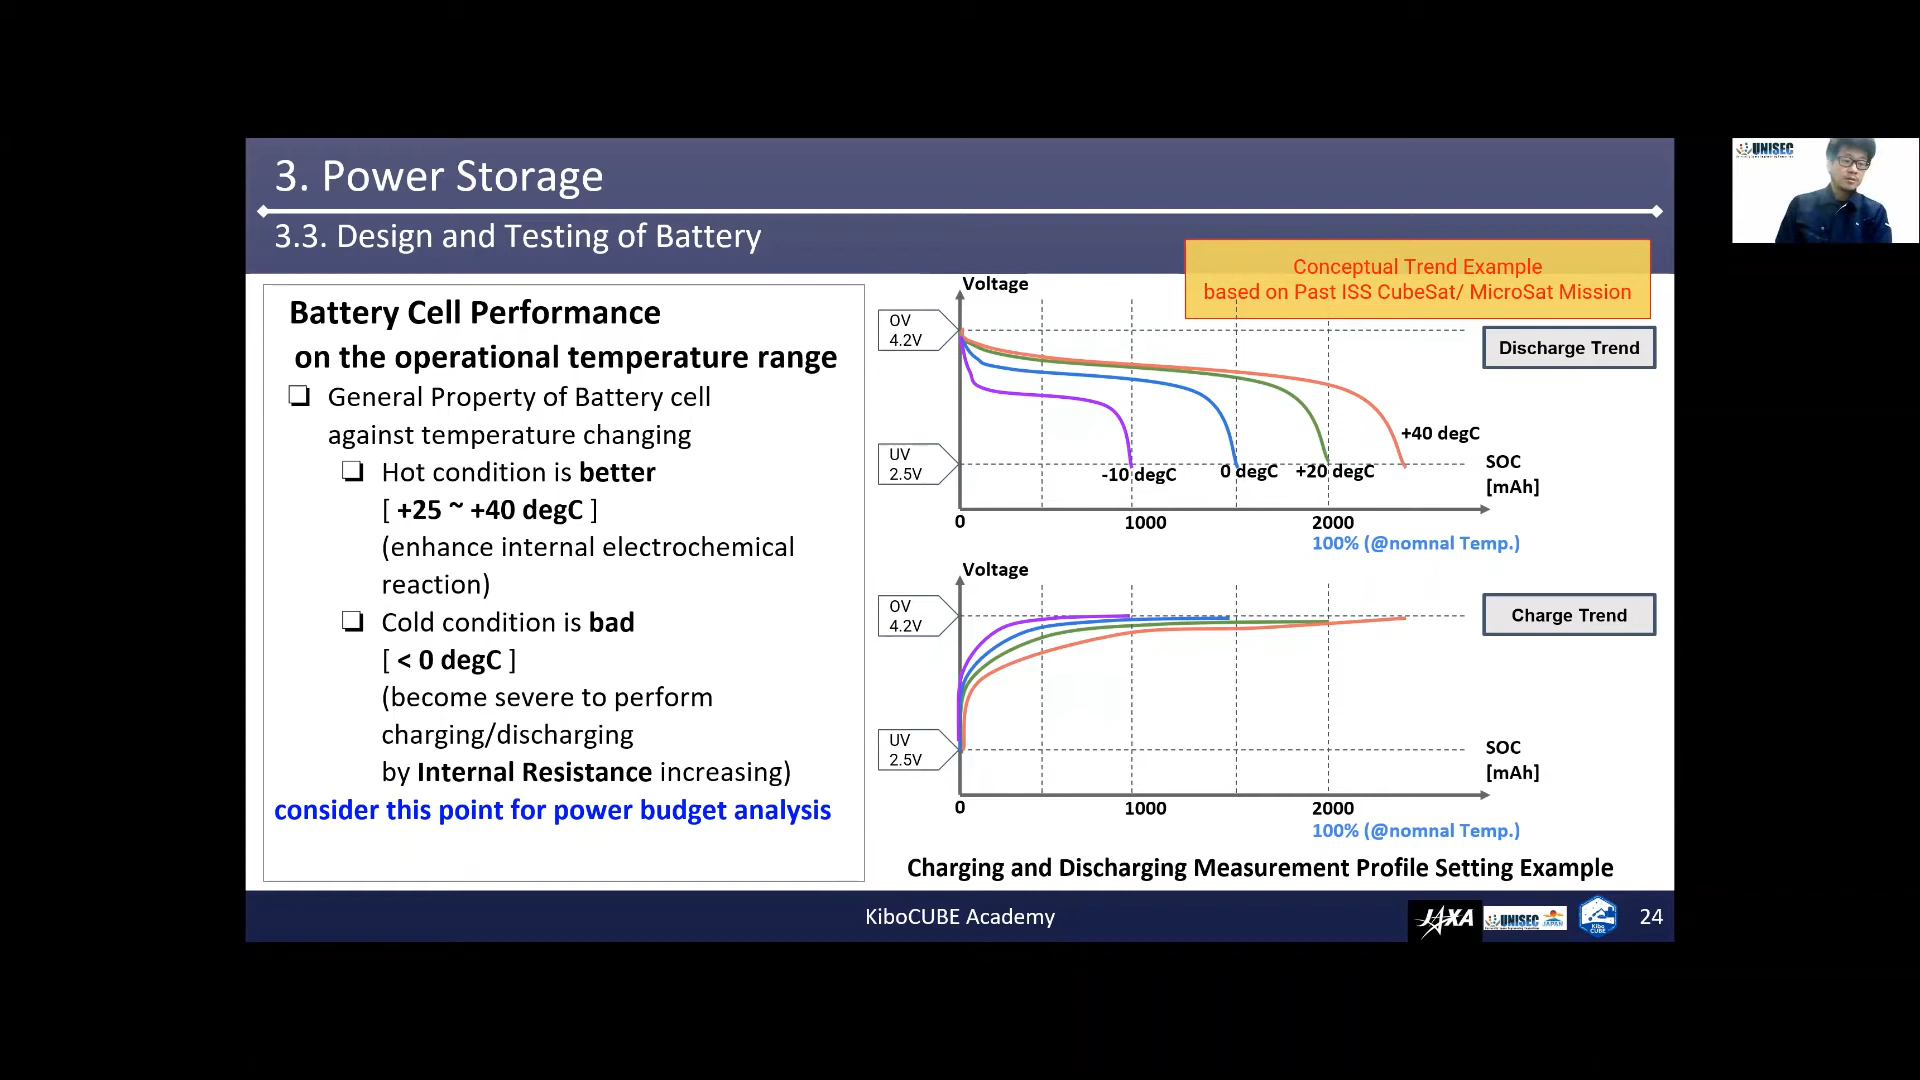 3. Power Storage
3.3. Design and Testing of Battery
Battery Cell Performance
on the operational temperature range
General Property of Battery cell
against temperature changing
Hot condition is better
[ +25 ~ +40 degC ]
(enhance internal electrochemical
reaction)
Cold condition is bad
[ < 0 degC ]
(become severe to perform
charging/discharging
by Internal Resistance increasing)
consider this point for power budget analysis
Conceptual Trend Example
based on Past ISS CubeSat/ MicroSat Mission
Voltage
OV
4.2V
Discharge Trend
+40 degC
UV
2.5V
-10 degC
0 degC
+20 degC
SOC
[mAh]
0
1000
2000
100% (@nomnal Temp.)
Voltage
OV
4.2V
Charge Trend
UV
2.5V
SOC
[mAh]
0
1000
2000
100% (@nomnal Temp.)
Charging and Discharging Measurement Profile Setting Example
KiboCUBE Academy
JAXA
UNISEC
JAPAN
Kibo
CUBE
24
UNISEC